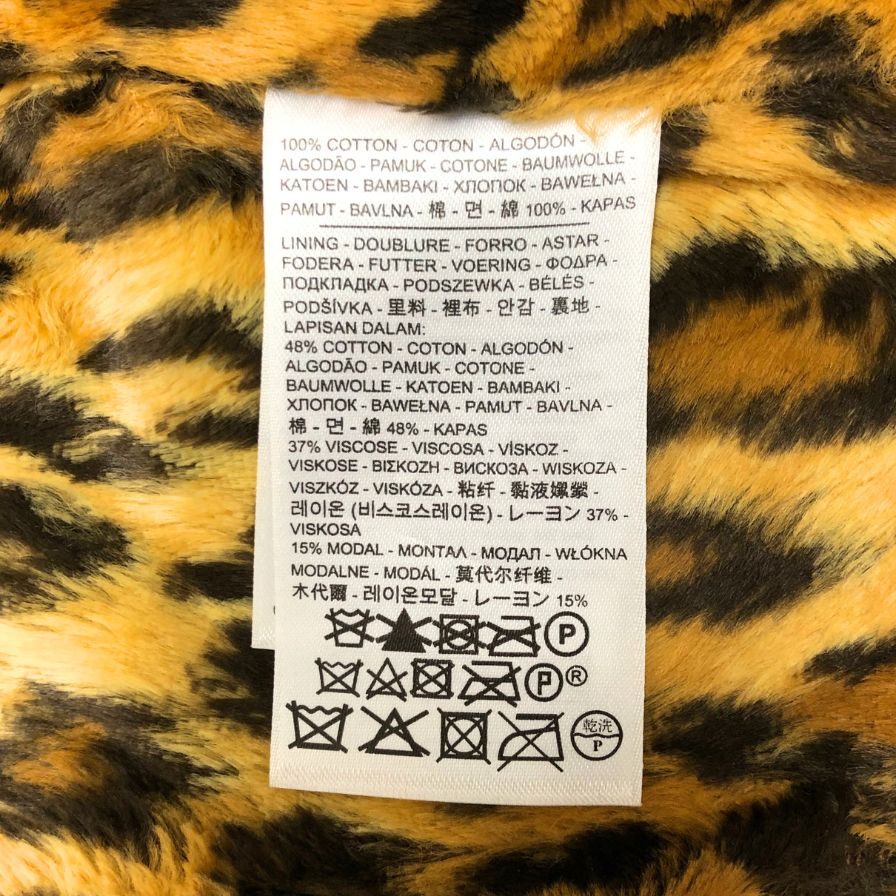 100% COTTON - COTON - ALGODÓN -
ALGODÃO - PAMUK - COTONE - BAUMWOLLE -
KATOEN - BAMBAKI - ХЛОПОК - BAWEŁNA -
PAMUT - BAVLNA - 棉 - 면 - 綿 100% - KAPAS
LINING - DOUBLURE - FORRO - ASTAR -
FODERA - FUTTER - VOERING - ΦΟΔΡΑ -
ПОДКЛАДКА - PODSZEWKA - BÉLÉS -
PODŠÍVKA - 里料 - 裡布 - 안감 - 裏地 -
LAPISAN DALAM:
48% COTTON - COTON - ALGODÓN -
ALGODÃO - PAMUK - COTONE -
BAUMWOLLE - KATOEN - BAMBAKI -
ХЛОПОК - BAWEŁNA - PAMUT - BAVLNA -
棉 - 면 - 綿 48% - KAPAS
37% VISCOSE - VISCOSA - VİSKOZ -
VISKOSE - ΒΙΣΚΟΖΗ - ВИСКОЗА - WISKOZA -
VISZKÓZ - VISKÓZA - 粘纤 - 黏液嫘縈 -
레이온 (비스코스레이온) - レーヨン 37% -
VISKOSA
15% MODAL - ΜΟΝΤΑΛ - МОДАЛ - WŁÓKNA
MODALNE - MODÁL - 莫代尔纤维 -
木代爾 - 레이온모달 - レーヨン 15%
P
P ®
乾洗 P